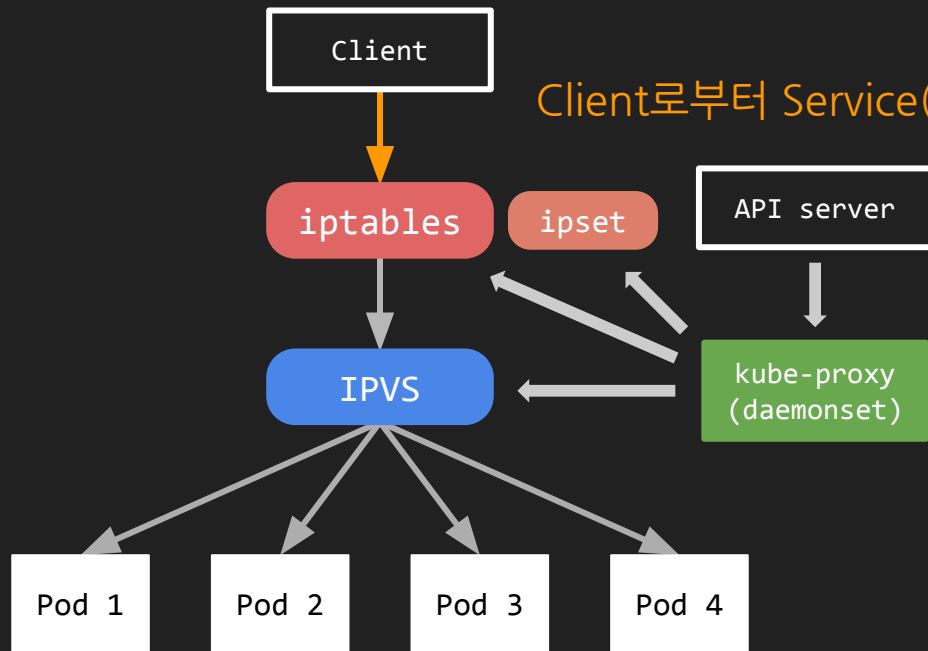 Client
Client로부터 Service(
iptables
ipset
API server
IPVS
kube-proxy
(daemonset)
Pod 1
Pod 2
Pod 3
Pod 4